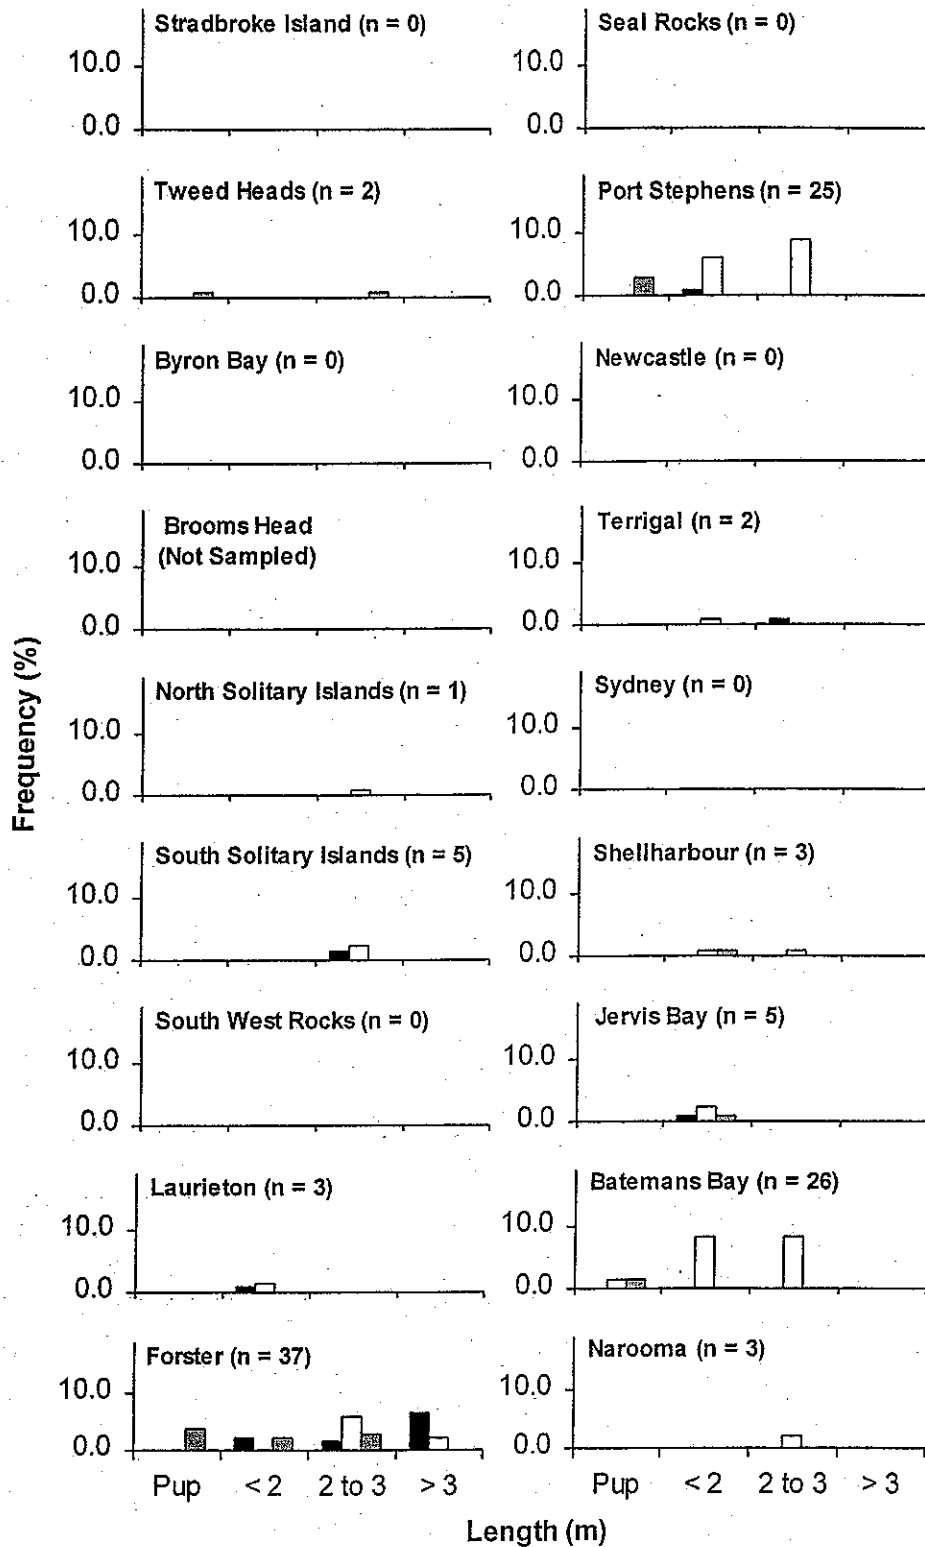 Stradbroke Island (n = 0)
10.0
0.0
Tweed Heads (n = 2)
10.0
0.0
Byron Bay (n = 0)
10.0
0.0
Brooms Head
(Not Sampled)
10.0
0.0
North Solitary Islands (n = 1)
10.0
0.0
South Solitary Islands (n = 5)
10.0
0.0
South West Rocks (n = 0)
10.0
0.0
Laurieton (n = 3)
10.0
0.0
Forster (n = 37)
10.0
0.0
Pup < 2 2 to 3 > 3
Seal Rocks (n = 0)
10.0
0.0
Port Stephens (n = 25)
10.0
0.0
Newcastle (n = 0)
10.0
0.0
Terrigal (n = 2)
10.0
0.0
Sydney (n = 0)
10.0
0.0
Shellharbour (n = 3)
10.0
0.0
Jervis Bay (n = 5)
10.0
0.0
Batemans Bay (n = 26)
10.0
0.0
Narooma (n = 3)
10.0
0.0
Pup < 2 2 to 3 > 3
Frequency (%)
Length (m)